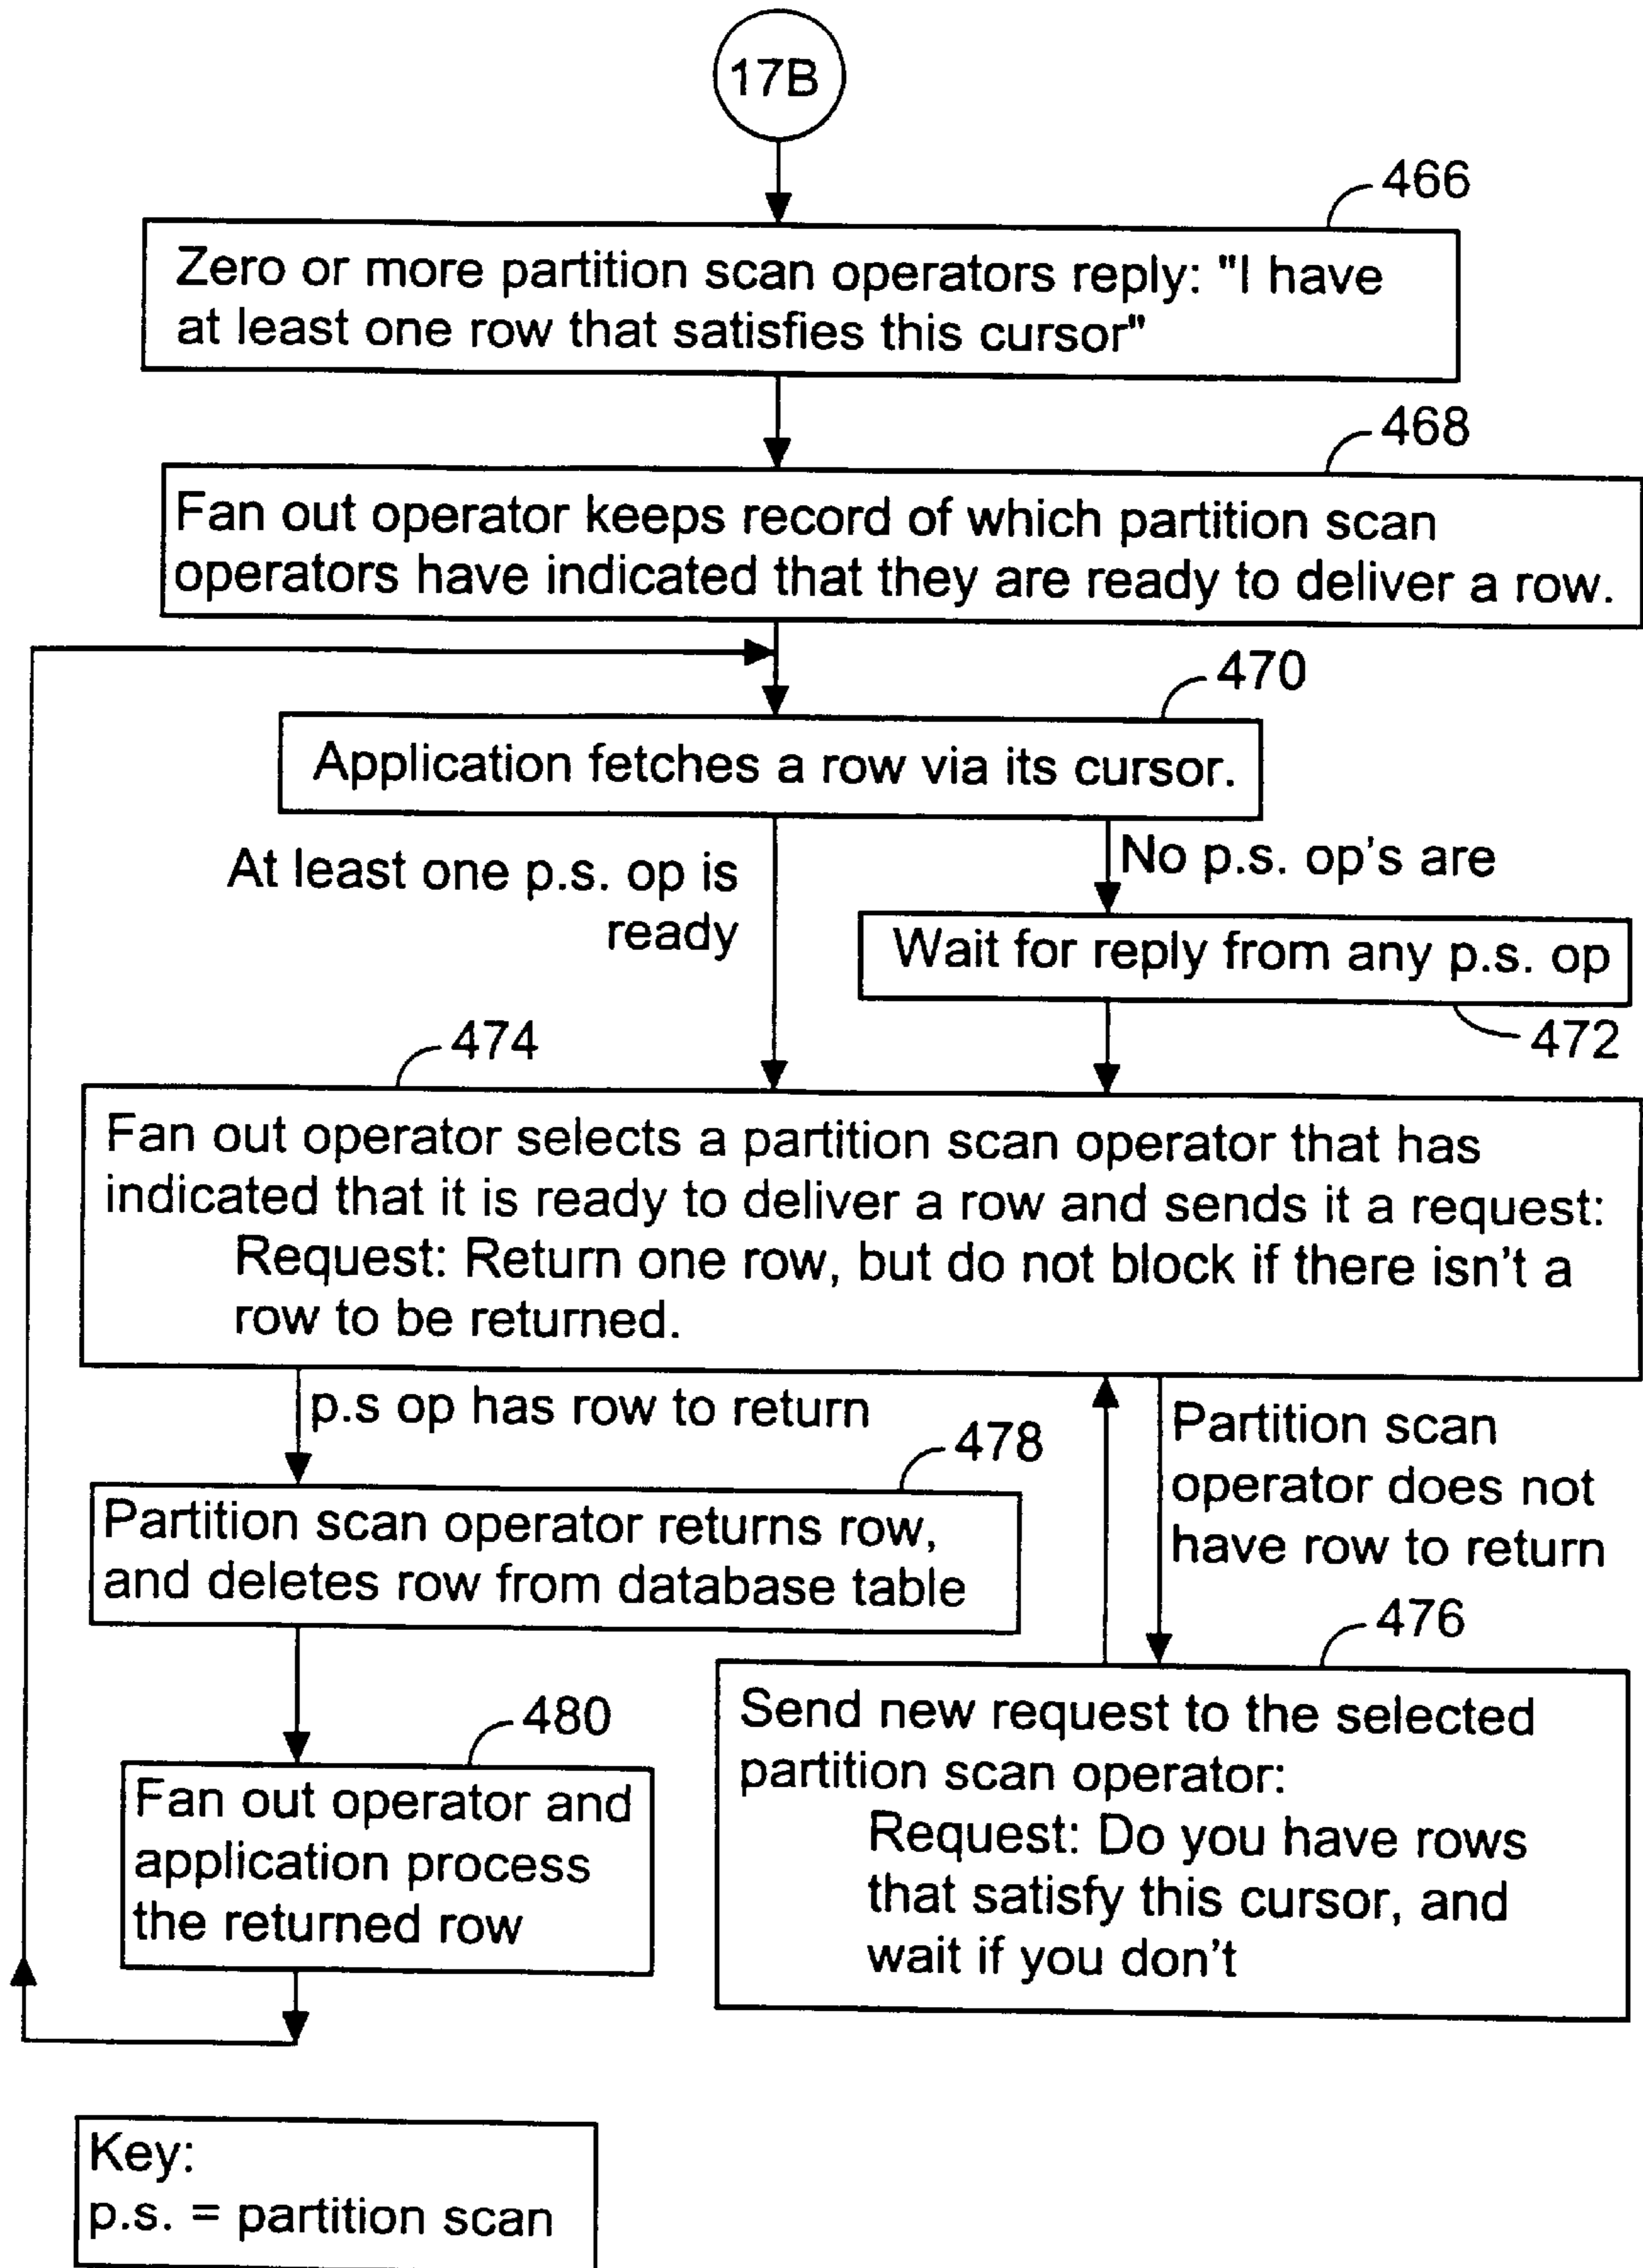 17B
466
Zero or more partition scan operators reply: "I have
at least one row that satisfies this cursor"
468
Fan out operator keeps record of which partition scan
operators have indicated that they are ready to deliver a row.
470
Application fetches a row via its cursor.
At least one p.s. op is
ready
No p.s. op's are
Wait for reply from any p.s. op
472
474
Fan out operator selects a partition scan operator that has
indicated that it is ready to deliver a row and sends it a request:
Request: Return one row, but do not block if there isn't a
row to be returned.
p.s op has row to return
Partition scan
operator does not
have row to return
478
Partition scan operator returns row,
and deletes row from database table
476
Send new request to the selected
partition scan operator:
Request: Do you have rows
that satisfy this cursor, and
wait if you don't
480
Fan out operator and
application process
the returned row
Key:
p.s. = partition scan